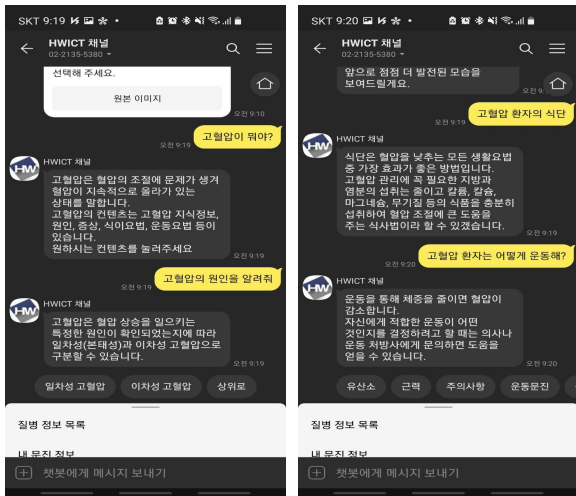 SKT 9:19
HWICT 채널
02-2135-5380
선택해 주세요.
원본 이미지
오전 9:10
고혈압이 뭐야?
오전 9:19
HWICT 채널
고혈압은 혈압의 조절에 문제가 생겨
혈압이 지속적으로 올라가 있는
상태를 말합니다.
고혈압의 컨텐츠는 고혈압 지식정보,
원인, 증상, 식이요법, 운동요법 등이
있습니다.
원하시는 컨텐츠를 눌러주세요
오전 9:19
고혈압의 원인을 알려줘
오전 9:19
HWICT 채널
고혈압은 혈압 상승을 일으키는
특정한 원인이 확인되었는지에 따라
일차성(본태성)과 이차성 고혈압으로
구분할 수 있습니다.
오전 9:19
일차성 고혈압 이차성 고혈압 상위로
질병 정보 목록
내 문진 정보
챗봇에게 메시지 보내기
SKT 9:20
HWICT 채널
02-2135-5380
앞으로 점점 더 발전된 모습을
보여드릴게요.
고혈압 환자의 식단
오전 9:19
HWICT 채널
식단은 혈압을 낮추는 모든 생활요법
중 가장 효과가 좋은 방법입니다.
고혈압 관리에 꼭 필요한 지방과
염분의 섭취는 줄이고 칼륨, 칼슘,
마그네슘, 무기질 등의 식품을 충분히
섭취하여 혈압 조절에 큰 도움을
주는 식사법이라 할 수 있겠습니다.
오전 9:19
고혈압 환자는 어떻게 운동해?
오전 9:20
HWICT 채널
운동을 통해 체중을 줄이면 혈압이
감소합니다.
자신에게 적합한 운동이 어떤
것인지를 결정하려고 할 때는 의사나
운동 처방사에게 문의하면 도움을
얻을 수 있습니다.
오전 9:20
유산소 근력 주의사항 운동문진
질병 정보 목록
내 문진 정보
챗봇에게 메시지 보내기